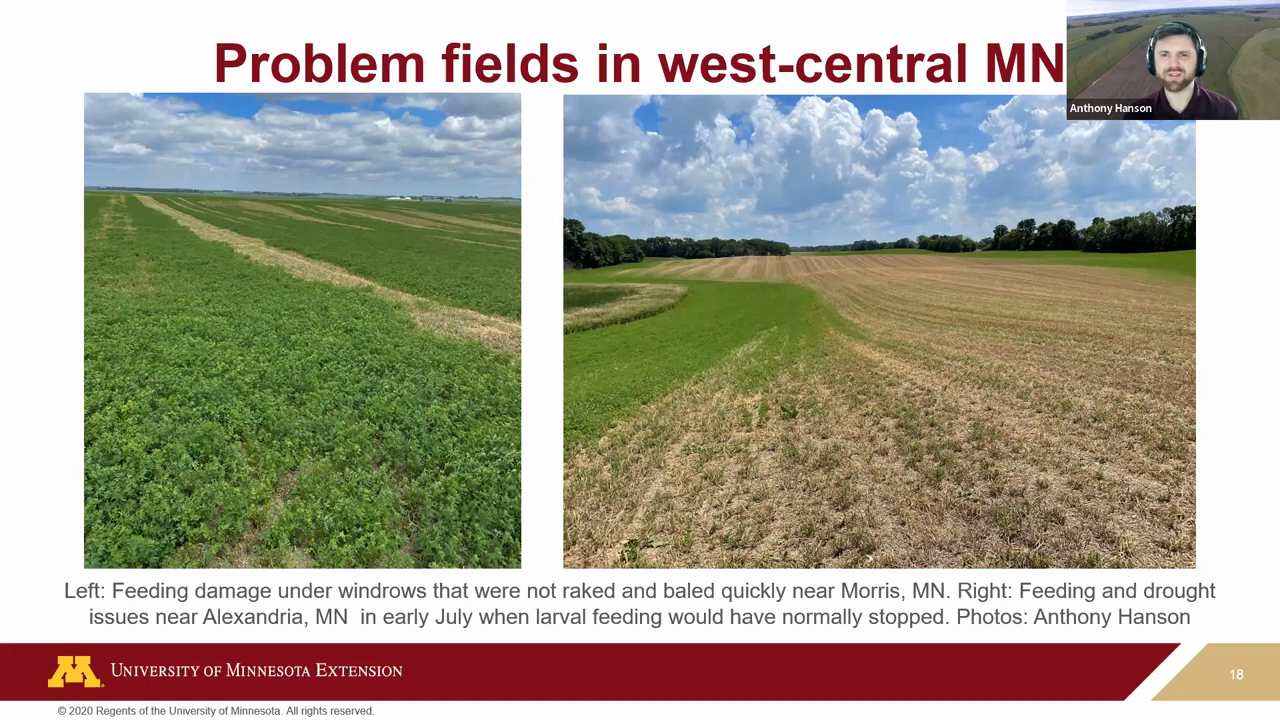 Problem fields in west-central MN
Anthony Hanson
Left: Feeding damage under windrows that were not raked and baled quickly near Morris, MN. Right: Feeding and drought
issues near Alexandria, MN  in early July when larval feeding would have normally stopped. Photos: Anthony Hanson
M
UNIVERSITY OF MINNESOTA EXTENSION
18
© 2020 Regents of the University of Minnesota. All rights reserved.